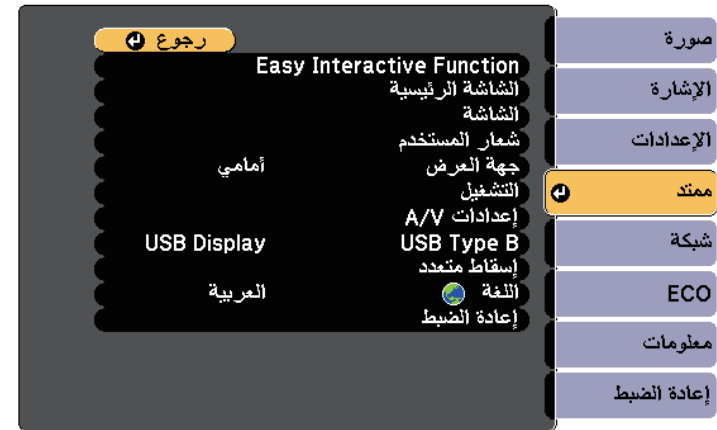 صورة
الإشارة
الإعدادات
ممتد
شبكة
ECO
معلومات
إعادة الضبط
رجوع
Easy Interactive Function
الشاشة الرئيسية
الشاشة
شعار المستخدم
جهة العرض أمامي
التشغيل
إعدادات A/V
USB Type B USB Display
إسقاط متعدد
اللغة العربية
إعادة الضبط